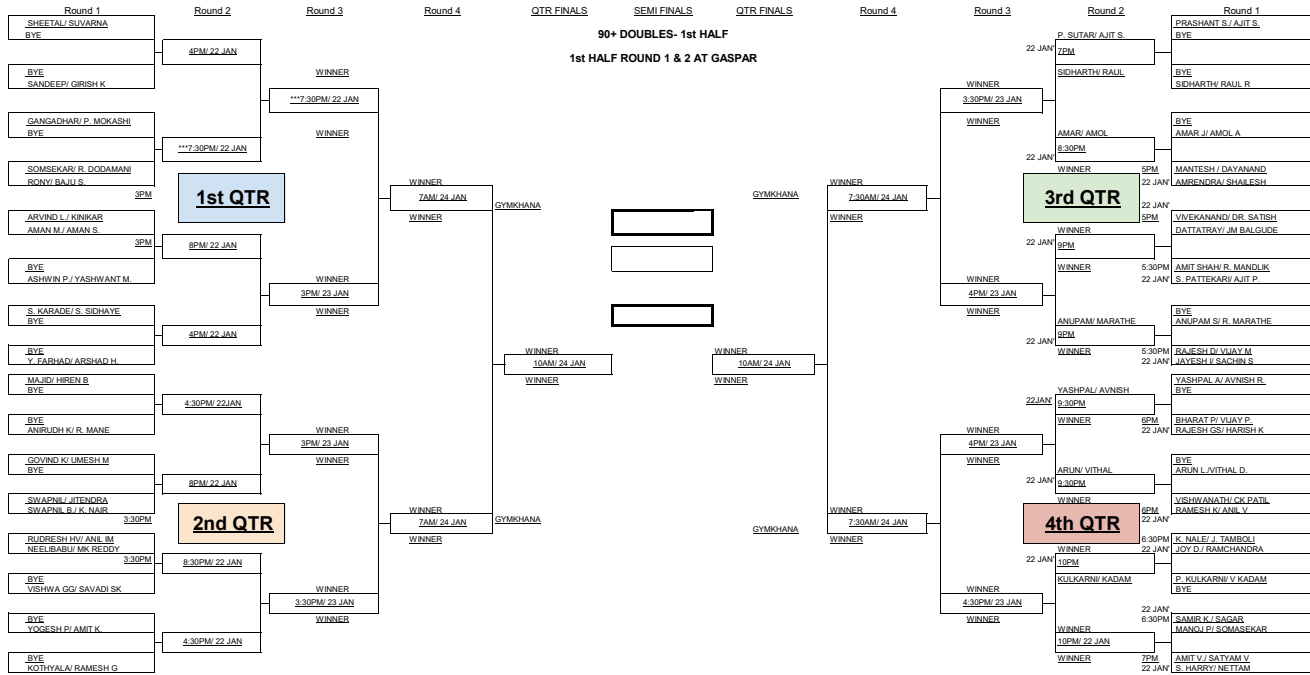 Round 1
Round 2
Round 3
Round 4
QTR FINALS
SEMI FINALS
QTR FINALS
Round 4
Round 3
Round 2
Round 1
90+ DOUBLES- 1st HALF
1st HALF ROUND 1 & 2 AT GASPAR
SHEETAL/ SUVARNA
BYE
4PM/ 22 JAN
BYE
SANDEEP/ GIRISH K
WINNER
***7:30PM/ 22 JAN
WINNER
GANGADHAR/ P. MOKASHI
BYE
***7:30PM/ 22 JAN
SOMSEKAR/ R. DODAMANI
RONY/ BAJU S.
3PM
1st QTR
WINNER
7AM/ 24 JAN
WINNER
GYMKHANA
ARVIND L./ KINIKAR
AMAN M./ AMAN S.
3PM
8PM/ 22 JAN
BYE
ASHWIN P./ YASHWANT M.
WINNER
3PM/ 23 JAN
WINNER
S. KARADE/ S. SIDHAYE
BYE
4PM/ 22 JAN
BYE
Y. FARHAD/ ARSHAD H.
WINNER
10AM/ 24 JAN
WINNER
MAJID/ HIREN B
BYE
4:30PM/ 22JAN
BYE
ANIRUDH K/ R. MANE
WINNER
3PM/ 23 JAN
WINNER
GOVIND K/ UMESH M
BYE
8PM/ 22 JAN
SWAPNIL/ JITENDRA
SWAPNIL B./ K. NAIR
3:30PM
2nd QTR
WINNER
7AM/ 24 JAN
WINNER
GYMKHANA
RUDRESH HV/ ANIL IM
NEELIBABU/ MK REDDY
3:30PM
8:30PM/ 22 JAN
BYE
VISHWA GG/ SAVADI SK
WINNER
3:30PM/ 23 JAN
WINNER
BYE
YOGESH P/ AMIT K.
4:30PM/ 22 JAN
BYE
KOTHYALA/ RAMESH G
PRASHANT S./ AJIT S.
BYE
P. SUTAR/ AJIT S.
22 JAN'
7PM
SIDHARTH/ RAUL
BYE
SIDHARTH/ RAUL R
WINNER
3:30PM/ 23 JAN
WINNER
BYE
AMAR J/ AMOL A
AMAR/ AMOL
8:30PM
22 JAN'
WINNER
5PM
MANTESH / DAYANAND
22 JAN'
AMRENDRA/ SHAILESH
3rd QTR
WINNER
7:30AM/ 24 JAN
WINNER
GYMKHANA
22 JAN'
5PM
VIVEKANAND/ DR. SATISH
DATTATRAY/ JM BALGUDE
WINNER
22 JAN'
9PM
WINNER
5:30PM
AMIT SHAH/ R. MANDLIK
22 JAN'
S. PATTEKARI/ AJIT P.
WINNER
4PM/ 23 JAN
WINNER
BYE
ANUPAM S/ R. MARATHE
ANUPAM/ MARATHE
9PM
22 JAN'
WINNER
5:30PM
RAJESH D/ VIJAY M
22 JAN'
JAYESH I/ SACHIN S
WINNER
10AM/ 24 JAN
WINNER
YASHPAL A/ AVNISH R.
BYE
YASHPAL/ AVNISH
22JAN'
9:30PM
WINNER
6PM
BHARAT P/ VIJAY P.
22 JAN'
RAJESH GS/ HARISH K
WINNER
4PM/ 23 JAN
WINNER
BYE
ARUN L./VITHAL D.
ARUN/ VITHAL
22 JAN'
9:30PM
WINNER
6PM
22 JAN'
VISHWANATH/ CK PATIL
RAMESH K/ ANIL V
4th QTR
WINNER
7:30AM/ 24 JAN
WINNER
GYMKHANA
6:30PM
K. NALE/ J. TAMBOLI
22 JAN'
JOY D./ RAMCHANDRA
WINNER
22 JAN'
10PM
KULKARNI/ KADAM
P. KULKARNI/ V KADAM
BYE
WINNER
4:30PM/ 23 JAN
WINNER
22 JAN'
6:30PM
SAMIR K./ SAGAR
MANOJ P/ SOMASEKAR
WINNER
10PM/ 22 JAN
WINNER
7PM
AMIT V./ SATYAM V
22 JAN'
S. HARRY/ NETTAM